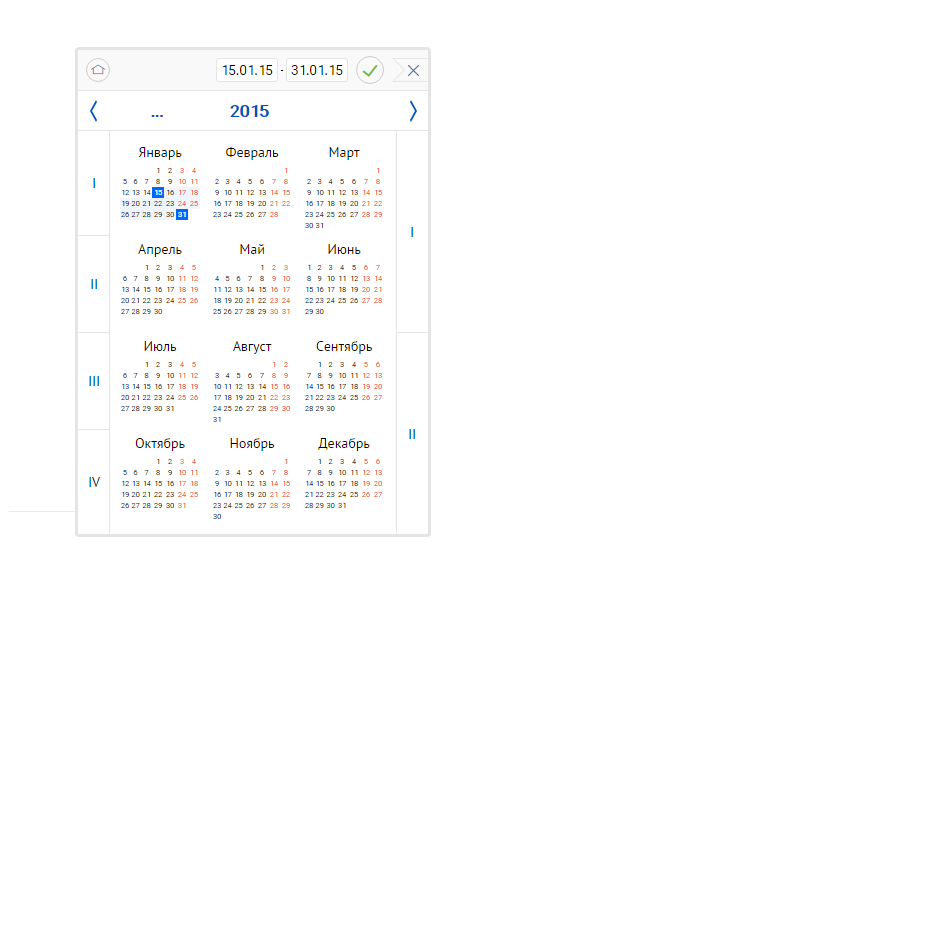 15.01.15 - 31.01.15
... 2015
Январь Февраль Март
1 2 3 4 1 1
5 6 7 8 9 10 11 2 3 4 5 6 7 8 2 3 4 5 6 7 8
I 12 13 14 15 16 17 18 9 10 11 12 13 14 15 9 10 11 12 13 14 15
19 20 21 22 23 24 25 16 17 18 19 20 21 22 16 17 18 19 20 21 22
26 27 28 29 30 31 23 24 25 26 27 28 23 24 25 26 27 28 29
30 31
I
Апрель Май Июнь
1 2 3 4 5 1 2 3 1 2 3 4 5 6 7
6 7 8 9 10 11 12 4 5 6 7 8 9 10 8 9 10 11 12 13 14
II 13 14 15 16 17 18 19 11 12 13 14 15 16 17 15 16 17 18 19 20 21
20 21 22 23 24 25 26 18 19 20 21 22 23 24 22 23 24 25 26 27 28
27 28 29 30 25 26 27 28 29 30 31 29 30
Июль Август Сентябрь
1 2 3 4 5 1 2 1 2 3 4 5 6
6 7 8 9 10 11 12 3 4 5 6 7 8 9 7 8 9 10 11 12 13
III 13 14 15 16 17 18 19 10 11 12 13 14 15 16 14 15 16 17 18 19 20
20 21 22 23 24 25 26 17 18 19 20 21 22 23 21 22 23 24 25 26 27
27 28 29 30 31 24 25 26 27 28 29 30 28 29 30
31
II
Октябрь Ноябрь Декабрь
1 2 3 4 1 1 2 3 4 5 6
5 6 7 8 9 10 11 2 3 4 5 6 7 8 7 8 9 10 11 12 13
IV 12 13 14 15 16 17 18 9 10 11 12 13 14 15 14 15 16 17 18 19 20
19 20 21 22 23 24 25 16 17 18 19 20 21 22 21 22 23 24 25 26 27
26 27 28 29 30 31 23 24 25 26 27 28 29 28 29 30 31
30